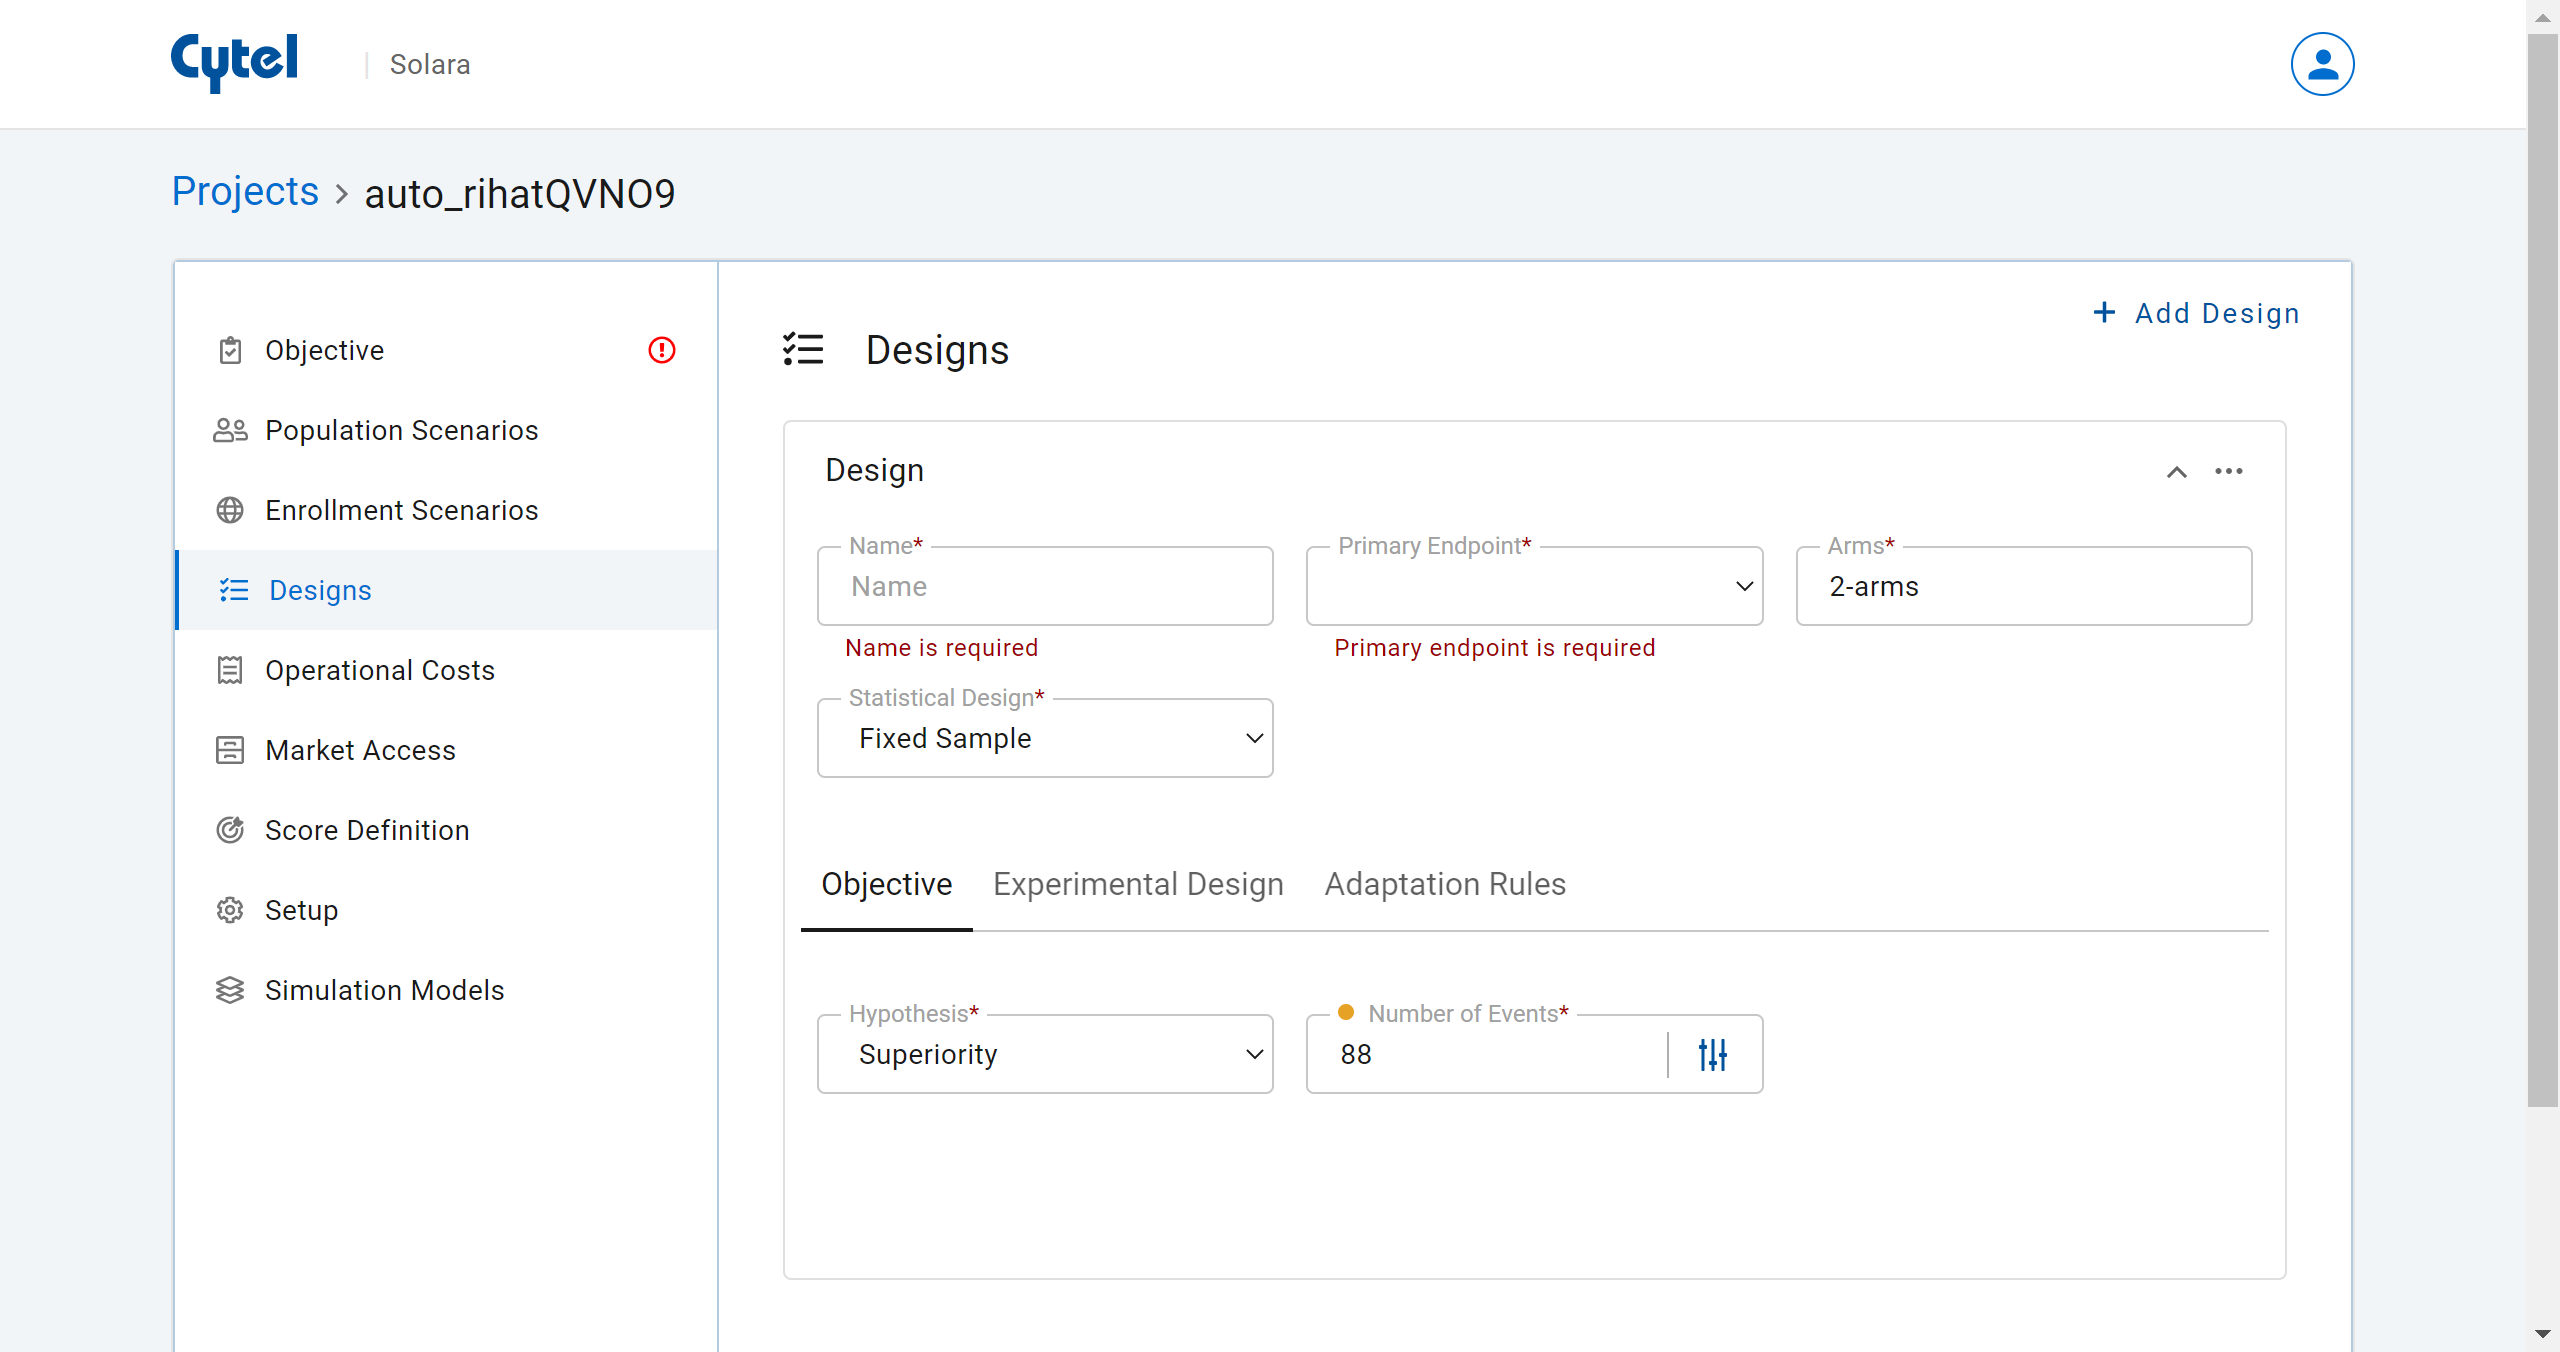 Cytel | Solara
Projects > auto_rihatQVNO9
Objective
Population Scenarios
Enrollment Scenarios
Designs
Operational Costs
Market Access
Score Definition
Setup
Simulation Models
+ Add Design
Designs
Design
Name* Primary Endpoint* Arms*
Name 2-arms
Name is required Primary endpoint is required
Statistical Design*
Fixed Sample
Objective Experimental Design Adaptation Rules
Hypothesis* Number of Events*
Superiority 88